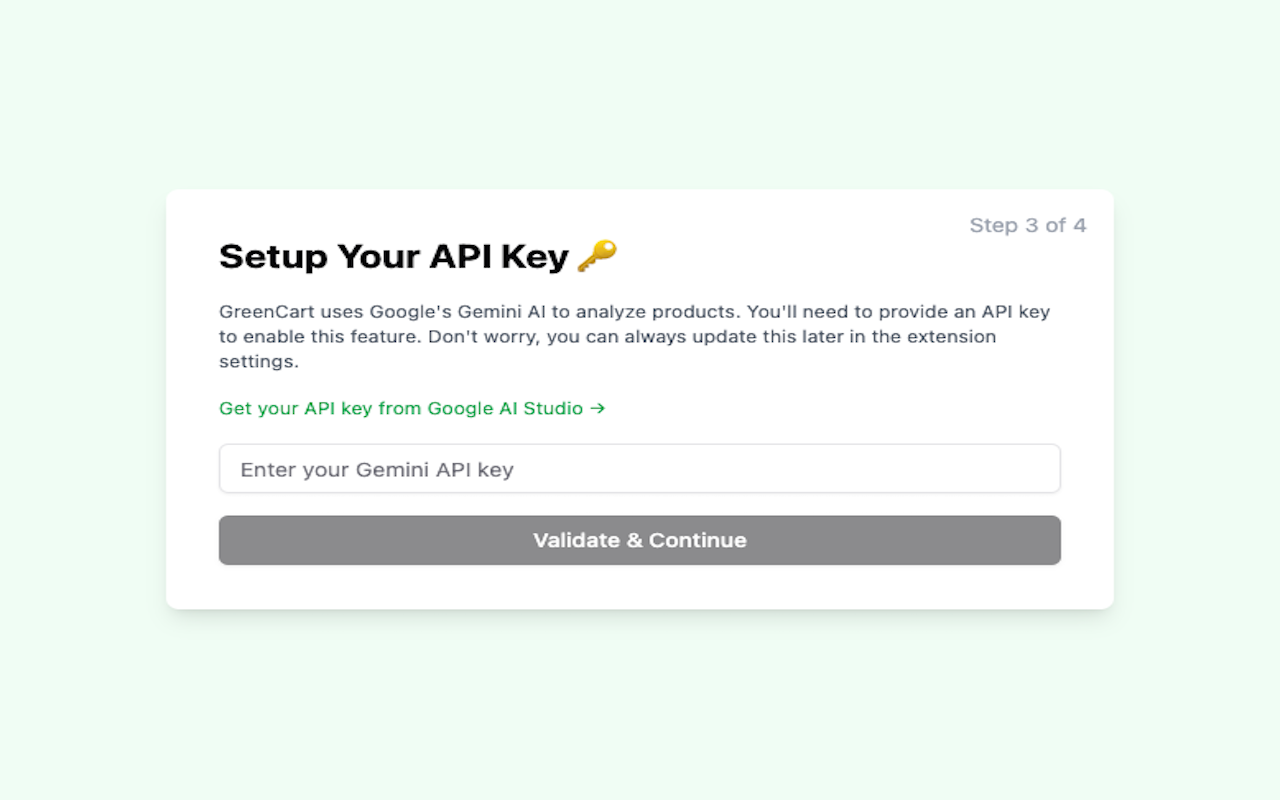 Step 3 of 4
Setup Your API Key 🔑
GreenCart uses Google's Gemini AI to analyze products. You'll need to provide an API key
to enable this feature. Don't worry, you can always update this later in the extension
settings.
Get your API key from Google AI Studio →
Enter your Gemini API key
Validate & Continue